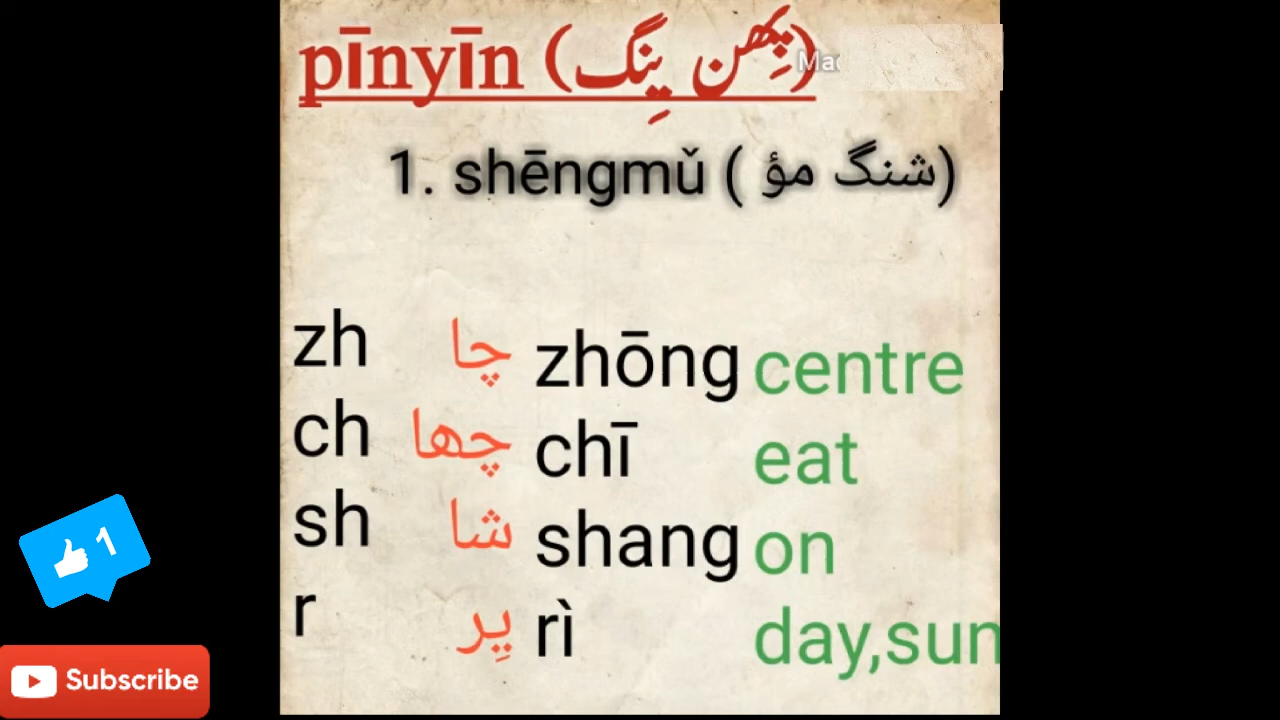 pīnyīn (پِھن یِنگ)
1. shēngmǔ ( شنگ مؤ)
zh چا zhōng centre
ch چھا chī eat
sh شا shang on
r یِر rì day,sun
1
Subscribe